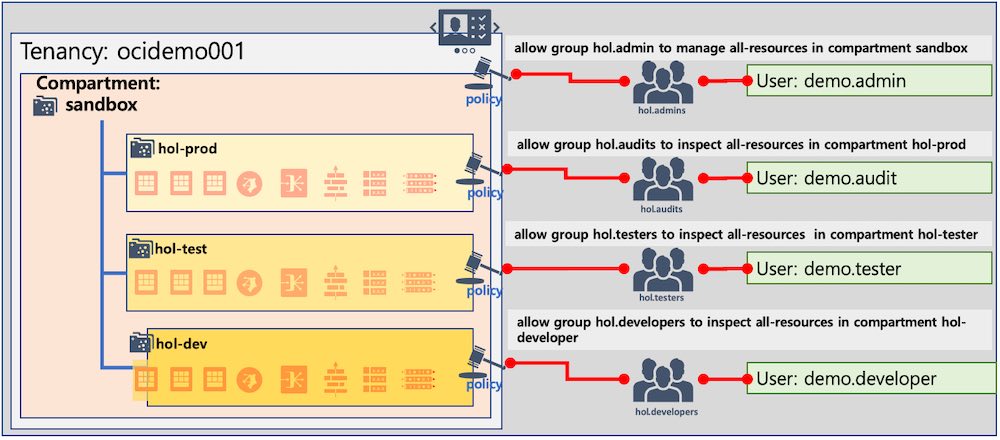 Tenancy: ocidemo001
Compartment:
sandbox
policy
allow group hol.admin to manage all-resources in compartment sandbox
hol.admins
User: demo.admin
hol-prod
policy
allow group hol.audits to inspect all-resources in compartment hol-prod
hol.audits
User: demo.audit
hol-test
policy
allow group hol.testers to inspect all-resources  in compartment hol-tester
hol.testers
User: demo.tester
hol-dev
policy
allow group hol.developers to inspect all-resources in compartment hol-
developer
hol.developers
User: demo.developer